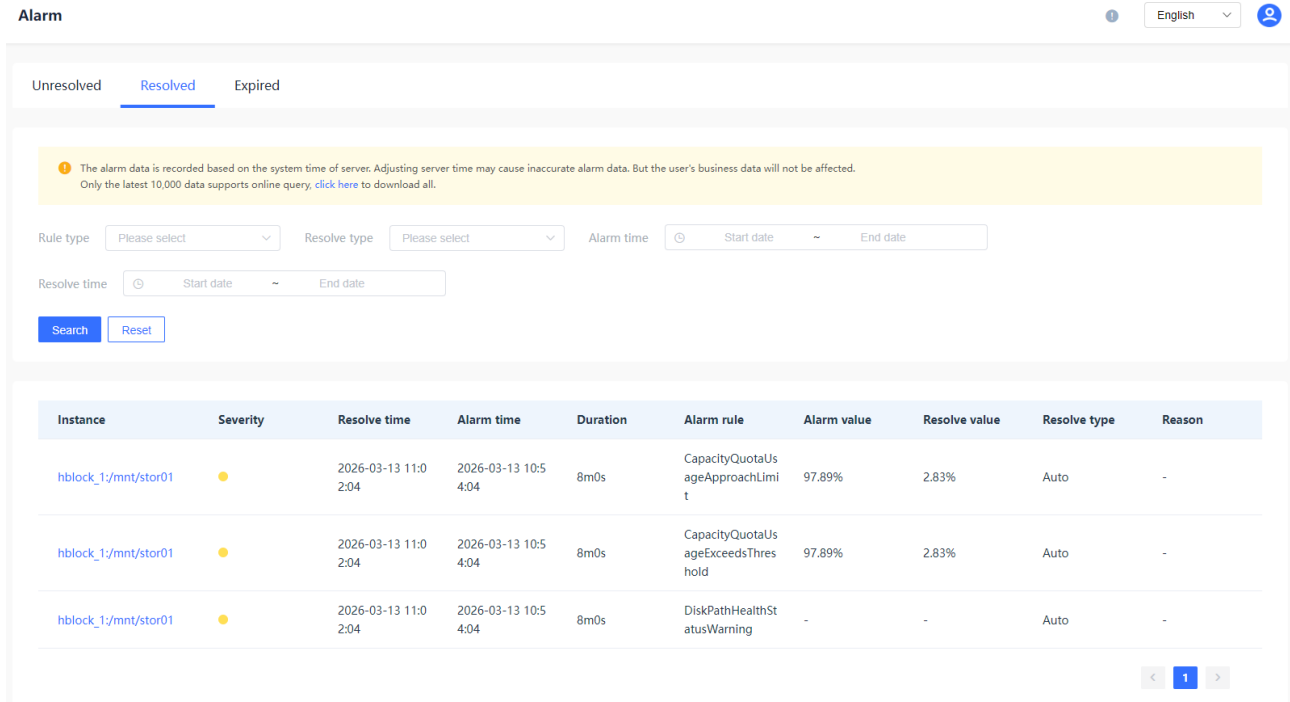 Alarm
English
Unresolved Resolved Expired
The alarm data is recorded based on the system time of server. Adjusting server time may cause inaccurate alarm data. But the user's business data will not be affected.
Only the latest 10,000 data supports online query, click here to download all.
Rule type Please select Resolve type Please select Alarm time Start date ~ End date
Resolve time Start date ~ End date
Search Reset
Instance Severity Resolve time Alarm time Duration Alarm rule Alarm value Resolve value Resolve type Reason
hblock_1:/mnt/stor01 2026-03-13 11:0
2:04 2026-03-13 10:5
4:04 8m0s CapacityQuotaUs
ageApproachLimi
t 97.89% 2.83% Auto -
hblock_1:/mnt/stor01 2026-03-13 11:0
2:04 2026-03-13 10:5
4:04 8m0s CapacityQuotaUs
ageExceedsThres
hold 97.89% 2.83% Auto -
hblock_1:/mnt/stor01 2026-03-13 11:0
2:04 2026-03-13 10:5
4:04 8m0s DiskPathHealthSt
atusWarning - - Auto -
< 1 >